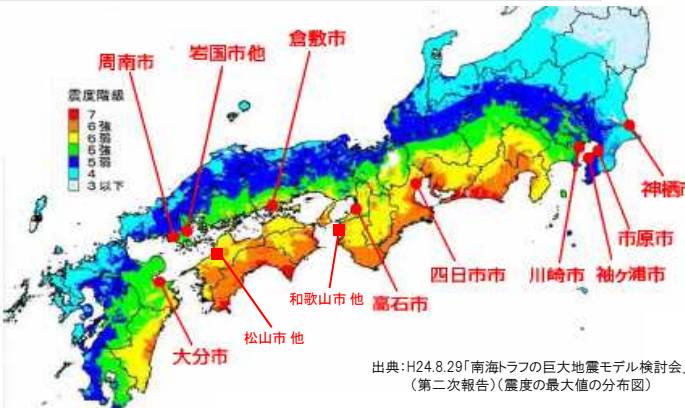 周南市
岩国市他
倉敷市
震度階級
7
6強
6弱
5強
5弱
4
3以下
神栖市
市原市
袖ヶ浦市
川崎市
四日市市
高石市
和歌山市 他
松山市 他
大分市
出典:H24.8.29「南海トラフの巨大地震モデル検討会」
(第二次報告)(震度の最大値の分布図)